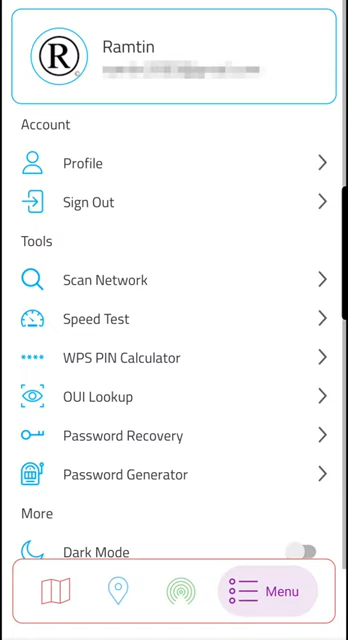 R
Ramtin
Account
Profile
Sign Out
Tools
Scan Network
Speed Test
WPS PIN Calculator
OUI Lookup
Password Recovery
Password Generator
More
Dark Mode
Menu